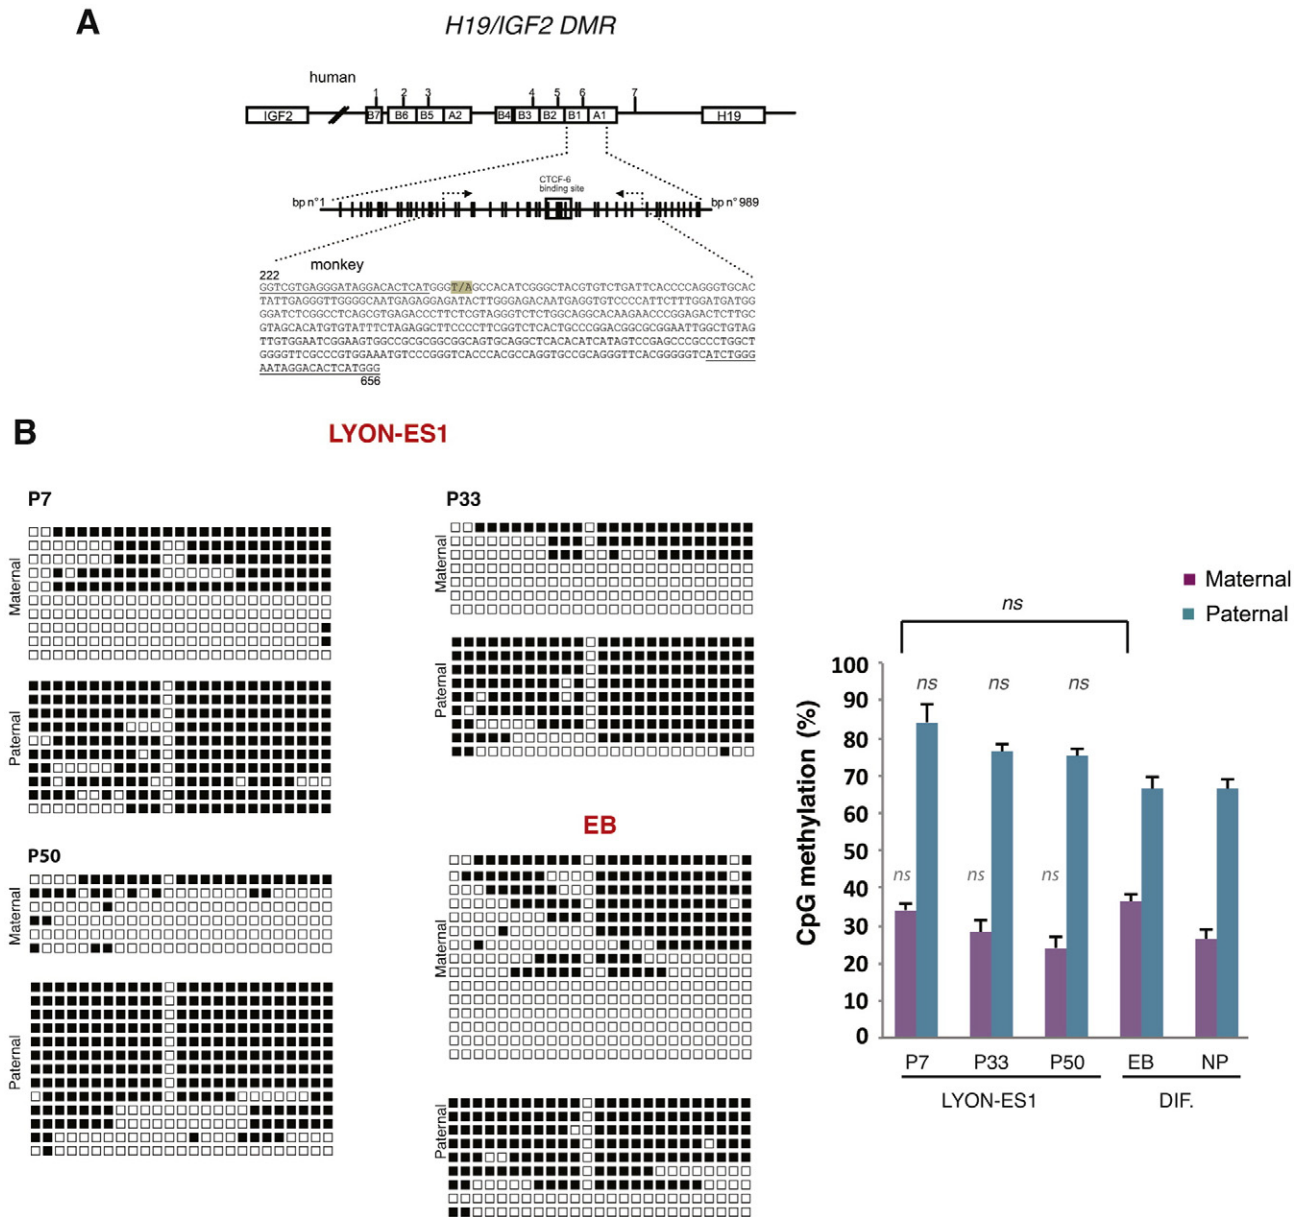 A
H19/IGF2 DMR
human
1 2 3 4 5 6 7
IGF2 B7 B6 B5 A2 B4 B3 B2 B1 A1 H19
CTCF-6
binding site
bp n°1
bp n°989
monkey
222
GGTCGTGAGGGATAGGACACTCATGGGT/AGCCACATCGGGCTACGTGTCTGATTCACCCCAGGGTGCAC
TATTGAGGGTTGGGGCAATGAGAGGAGATACTTGGGAGACAATGAGGTGTCCCCATTCTTTGGATGATGG
GGATCTCGGCCTCAGCGTGAGACCCTTCTCGTAGGGTCTCTGGCAGGCACAAGAACCCGGAGACTCTTGC
GTAGCACATGTGTATTTCTAGAGGCTTCCCCTTCGGTCTCACTGCCCGGACGGCGCGGAATTGGCTGTAG
TTGTGGAATCGGAAGTGGCCGCGCGGCGGCAGTGCAGGCTCACACATCATAGTCCGAGCCCGCCCTGGCT
GGGGTTCGCCCGTGGAAATGTCCCGGGTCACCCACGCCAGGTGCCGCAGGGTTCACGGGGGTCATCTGGG
AATAGGACACTCATGGG
656
B
LYON-ES1
P7
Maternal
Paternal
P33
Maternal
Paternal
P50
Maternal
Paternal
EB
Maternal
Paternal
Maternal
Paternal
ns
ns ns ns
ns ns ns
CpG methylation (%)
100
90
80
70
60
50
40
30
20
10
0
P7 P33 P50 EB NP
LYON-ES1 DIF.